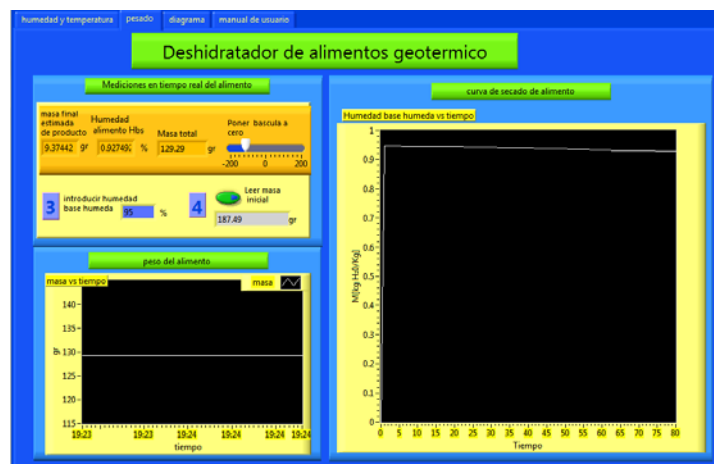 humedad y temperatura pesado diagrama manual de usuario
Deshidratador de alimentos geotermico
Mediciones en tiempo real del alimento
masa final
estimada
de producto
9.37442 gr
Humedad
alimento Hbs
0.92749; %
Masa total
129.29 gr
Poner bascula a
cero
-200 0 200
3 introducir humedad
base humeda 95 %
4 Leer masa
inicial
187.49 gr
peso del alimento
masa vs tiempo masa
140-
135-
gr 130-
125-
120-
115-
19:23 19:23 19:24 19:24 19:24 19:24
tiempo
curva de secado de alimento
Humedad base humeda vs tiempo
1-
0.9-
0.8-
0.7-
0.6-
0.5-
0.4-
0.3-
0.2-
0.1-
0 5 10 15 20 25 30 35 40 45 50 55 60 65 70 75 80
Tiempo